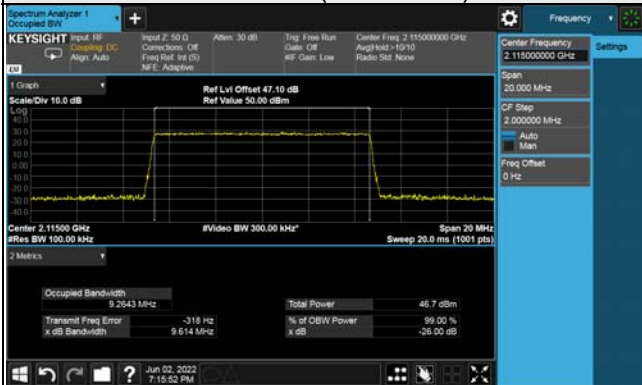 Spectrum Analyzer 1
Occupied BW
Frequency
KEYSIGHT
Input: RF
Coupling: DC
Align: Auto
Input Z: 50 Ω
Corrections: Off
Freq Ref: Int (S)
NFE: Adaptive
Atten: 30 dB
Trig: Free Run
Gate: Off
#IF Gain: Low
Center Freq: 2.115000000 GHz
Avg|Hold:>10/10
Radio Std: None
LM
Center Frequency
2.115000000 GHz
Settings
Span
20.000 MHz
CF Step
2.000000 MHz
Auto
Man
Freq Offset
0 Hz
1 Graph
Scale/Div 10.0 dB
Ref Lvl Offset 47.10 dB
Ref Value 50.00 dBm
Log
40.0
30.0
20.0
10.0
0.00
-10.0
-20.0
-30.0
-40.0
Center 2.11500 GHz
#Res BW 100.00 kHz
#Video BW 300.00 kHz*
Span 20 MHz
Sweep 20.0 ms (1001 pts)
2 Metrics
Occupied Bandwidth
9.2643 MHz
Total Power 46.7 dBm
Transmit Freq Error -318 Hz
% of OBW Power 99.00 %
x dB Bandwidth 9.614 MHz
x dB -26.00 dB
?
Jun 02, 2022
7:15:52 PM